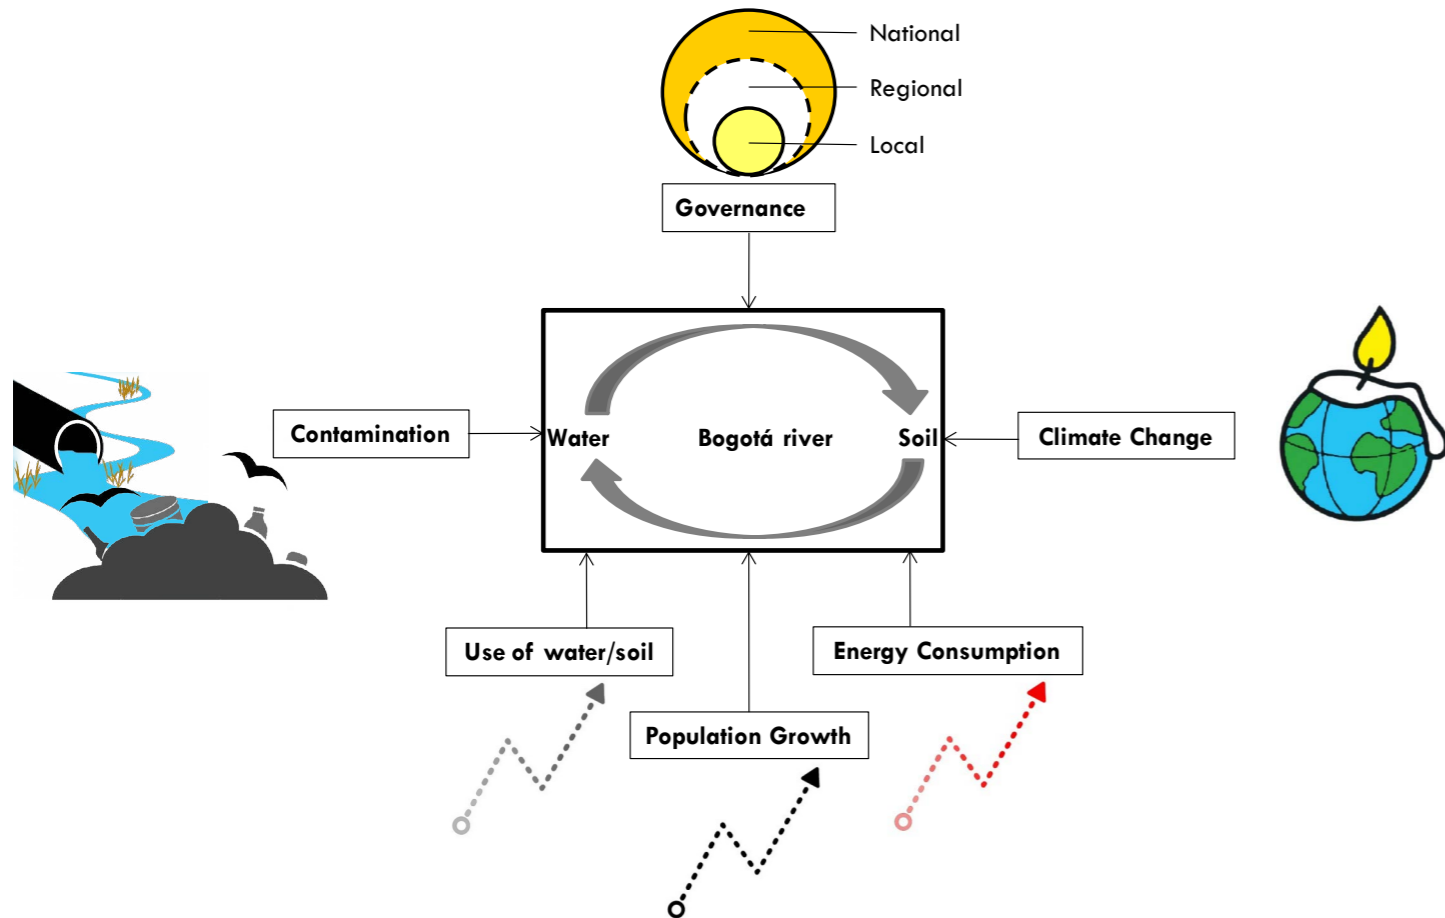 National
Regional
Local
Governance
Contamination
Water
Bogotá river
Soil
Climate Change
Use of water/soil
Energy Consumption
Population Growth